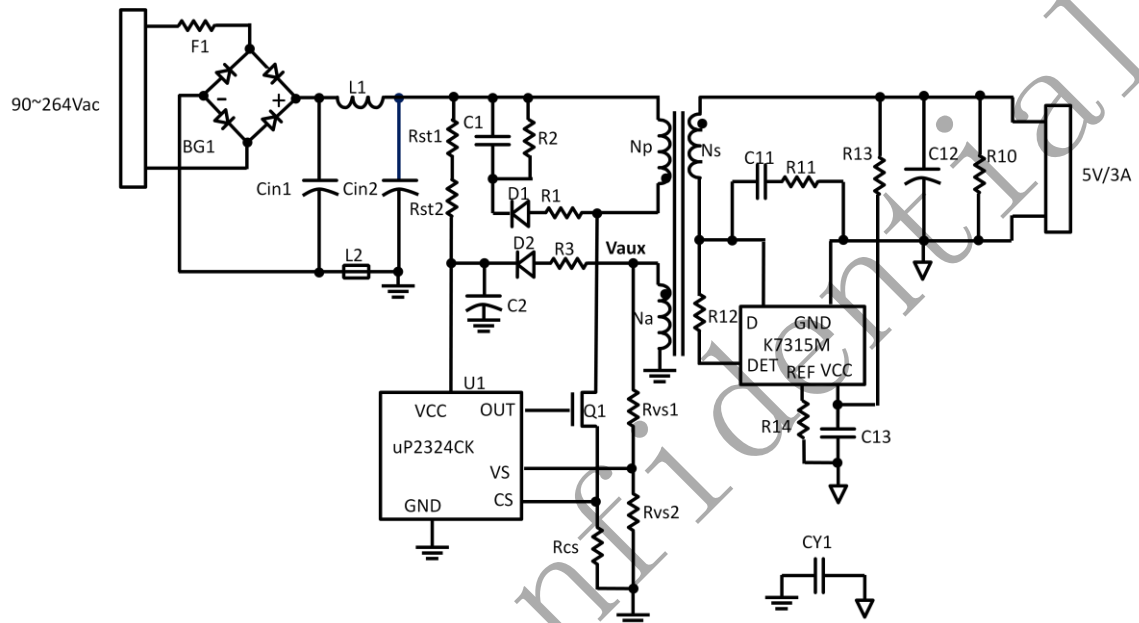 F1
90~264Vac
BG1
-
+
L1
Cin1
Cin2
L2
Rst1
Rst2
C1
R2
D1
R1
D2
R3
Vaux
C2
Np
Ns
Na
C11
R11
R13
C12
R10
5V/3A
R12
D
GND
K7315M
DET
REF
VCC
R14
C13
U1
VCC
OUT
uP2324CK
VS
CS
GND
Q1
Rvs1
Rvs2
Rcs
CY1
nfidential